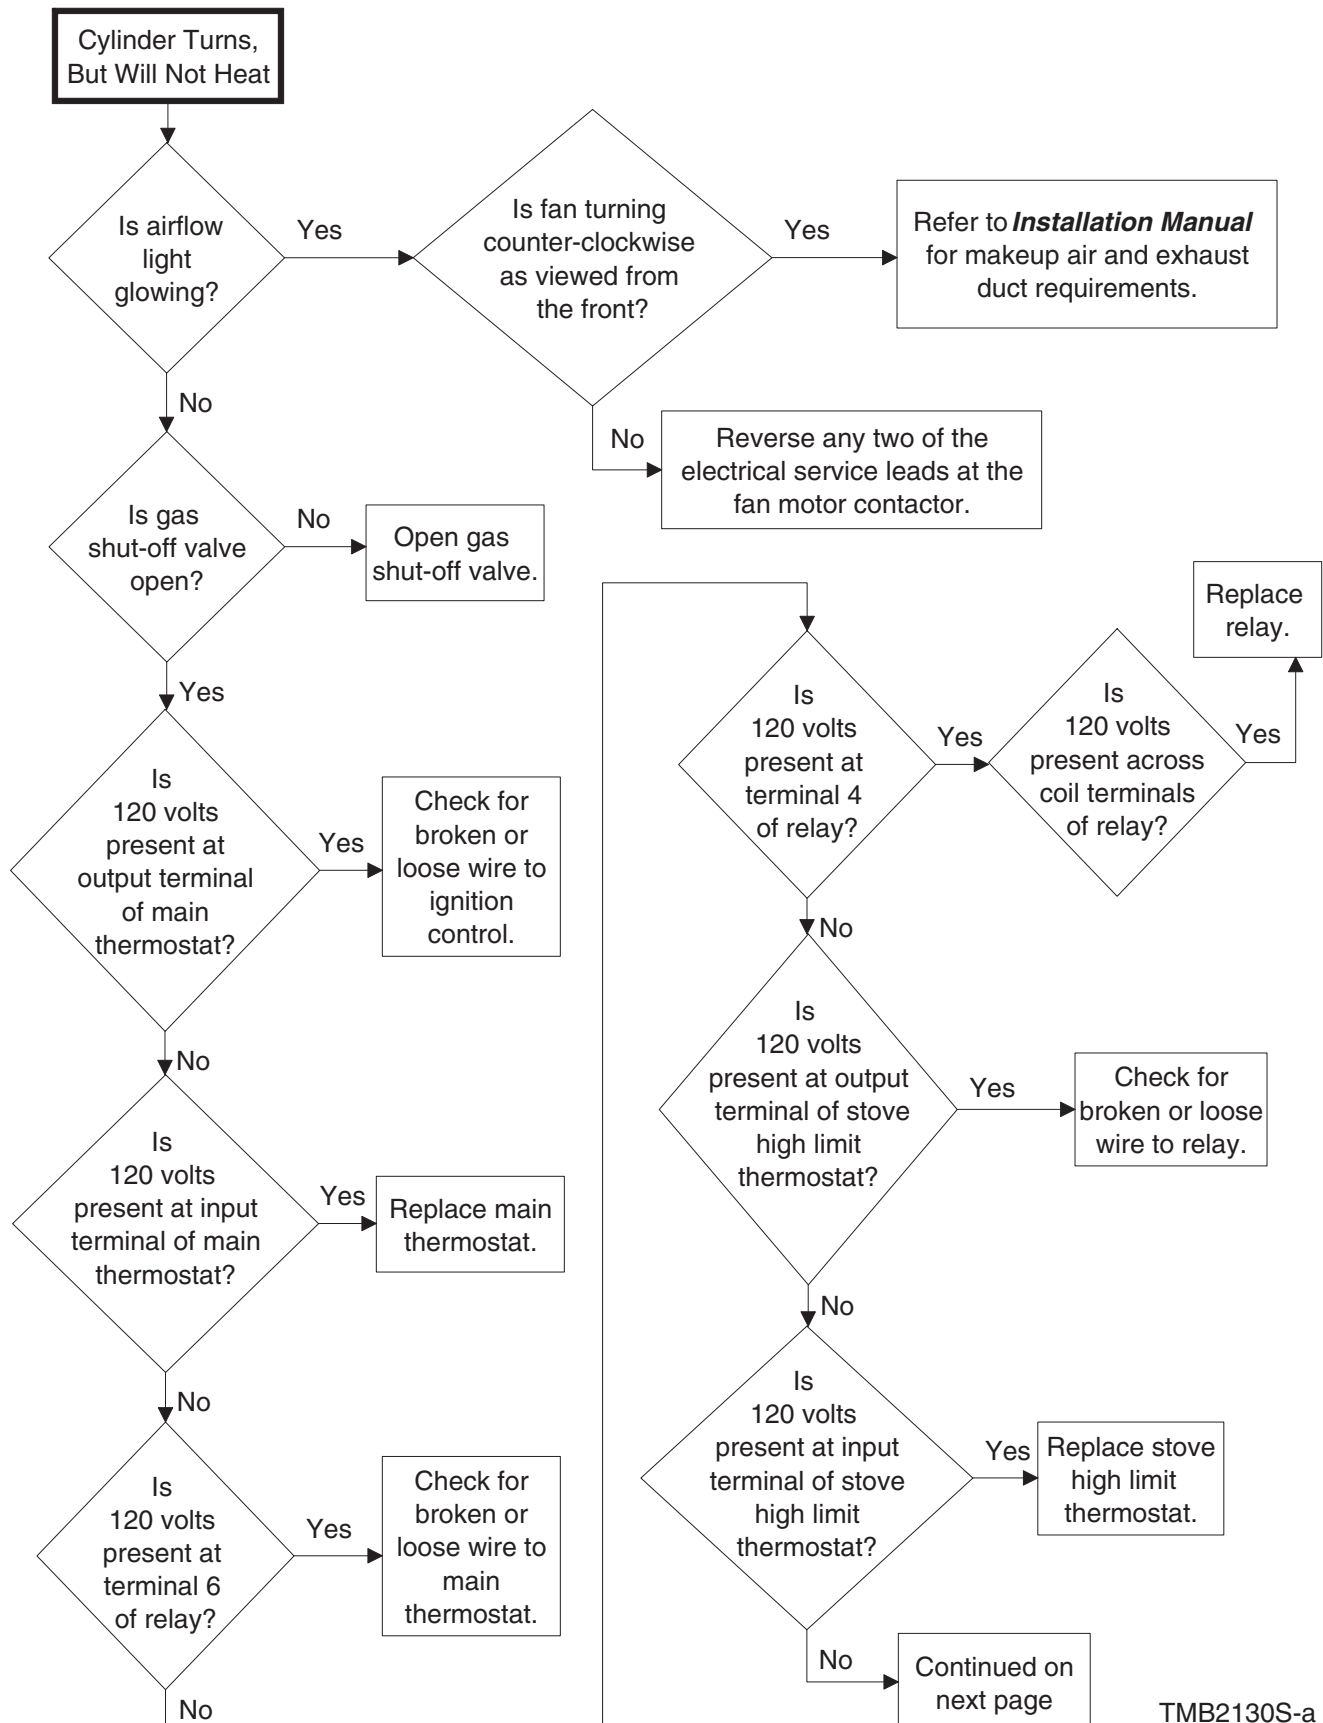 Cylinder Turns,
But Will Not Heat
Is airflow
light
glowing?
Yes
Is fan turning
counter-clockwise
as viewed from
the front?
Yes
Refer to Installation Manual
for makeup air and exhaust
duct requirements.
No
No
Reverse any two of the
electrical service leads at the
fan motor contactor.
Is gas
shut-off valve
open?
No
Open gas
shut-off valve.
Yes
Is
120 volts
present at
output terminal
of main
thermostat?
Yes
Check for
broken or
loose wire to
ignition
control.
No
Is
120 volts
present at input
terminal of main
thermostat?
Yes
Replace main
thermostat.
No
Is
120 volts
present at
terminal 6
of relay?
Yes
Check for
broken or
loose wire to
main
thermostat.
No
Is
120 volts
present at
terminal 4
of relay?
Yes
Is
120 volts
present across
coil terminals
of relay?
Yes
Replace
relay.
No
Is
120 volts
present at output
terminal of stove
high limit
thermostat?
Yes
Check for
broken or loose
wire to relay.
No
Is
120 volts
present at input
terminal of stove
high limit
thermostat?
Yes
Replace stove
high limit
thermostat.
No
Continued on
next page
TMB2130S-a